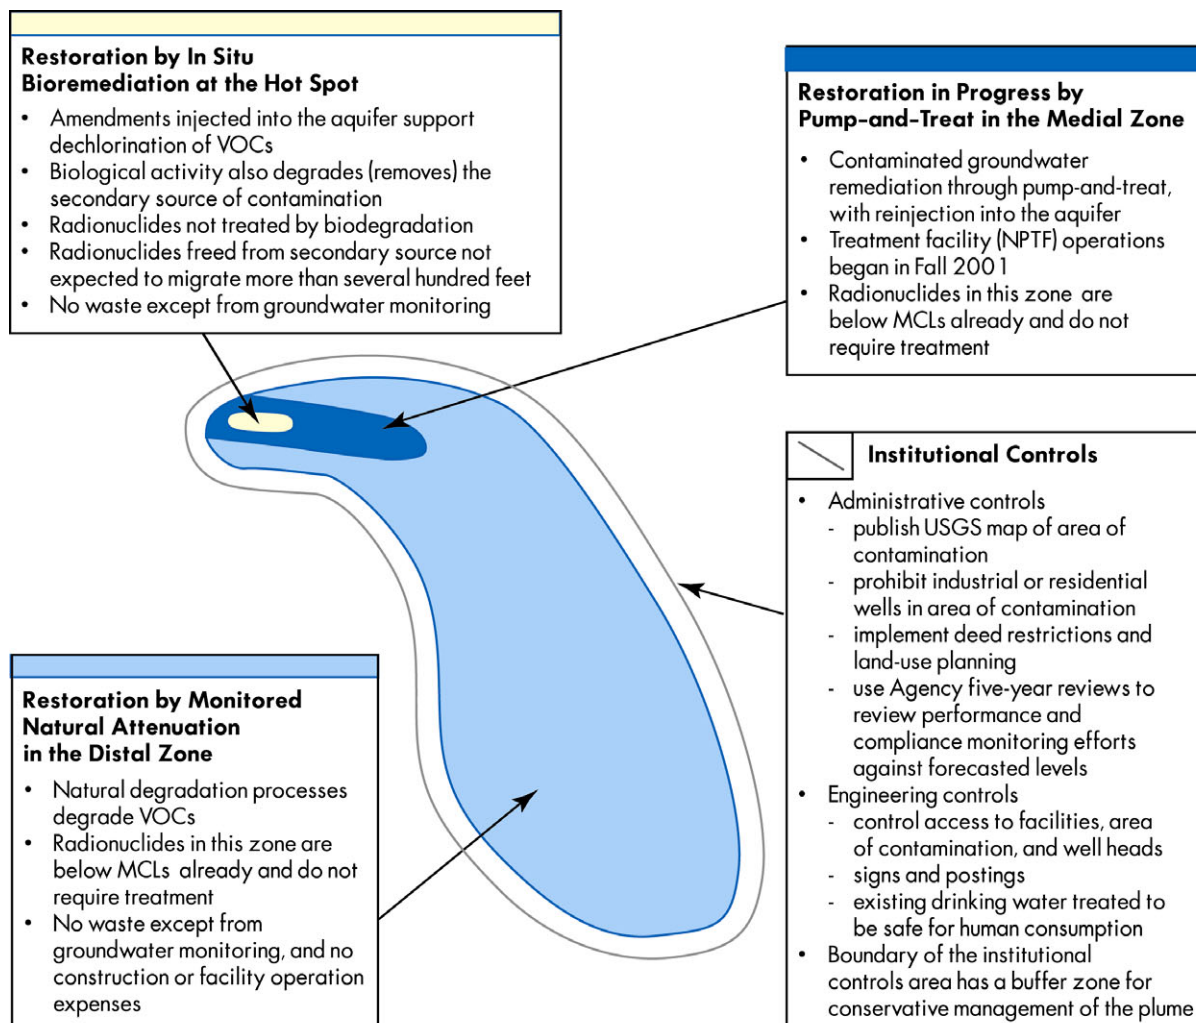 Restoration by In Situ
Bioremediation at the Hot Spot
• Amendments injected into the aquifer support
dechlorination of VOCs
• Biological activity also degrades (removes) the
secondary source of contamination
• Radionuclides not treated by biodegradation
• Radionuclides freed from secondary source not
expected to migrate more than several hundred feet
• No waste except from groundwater monitoring
Restoration in Progress by
Pump-and-Treat in the Medial Zone
• Contaminated groundwater
remediation through pump-and-treat,
with reinjection into the aquifer
• Treatment facility (NPTF) operations
began in Fall 2001
• Radionuclides in this zone are
below MCLs already and do not
require treatment
Institutional Controls
• Administrative controls
- publish USGS map of area of
contamination
- prohibit industrial or residential
wells in area of contamination
- implement deed restrictions and
land-use planning
- use Agency five-year reviews to
review performance and
compliance monitoring efforts
against forecasted levels
• Engineering controls
- control access to facilities, area
of contamination, and well heads
- signs and postings
- existing drinking water treated to
be safe for human consumption
• Boundary of the institutional
controls area has a buffer zone for
conservative management of the plume
Restoration by Monitored
Natural Attenuation
in the Distal Zone
• Natural degradation processes
degrade VOCs
• Radionuclides in this zone are
below MCLs already and do not
require treatment
• No waste except from
groundwater monitoring, and no
construction or facility operation
expenses